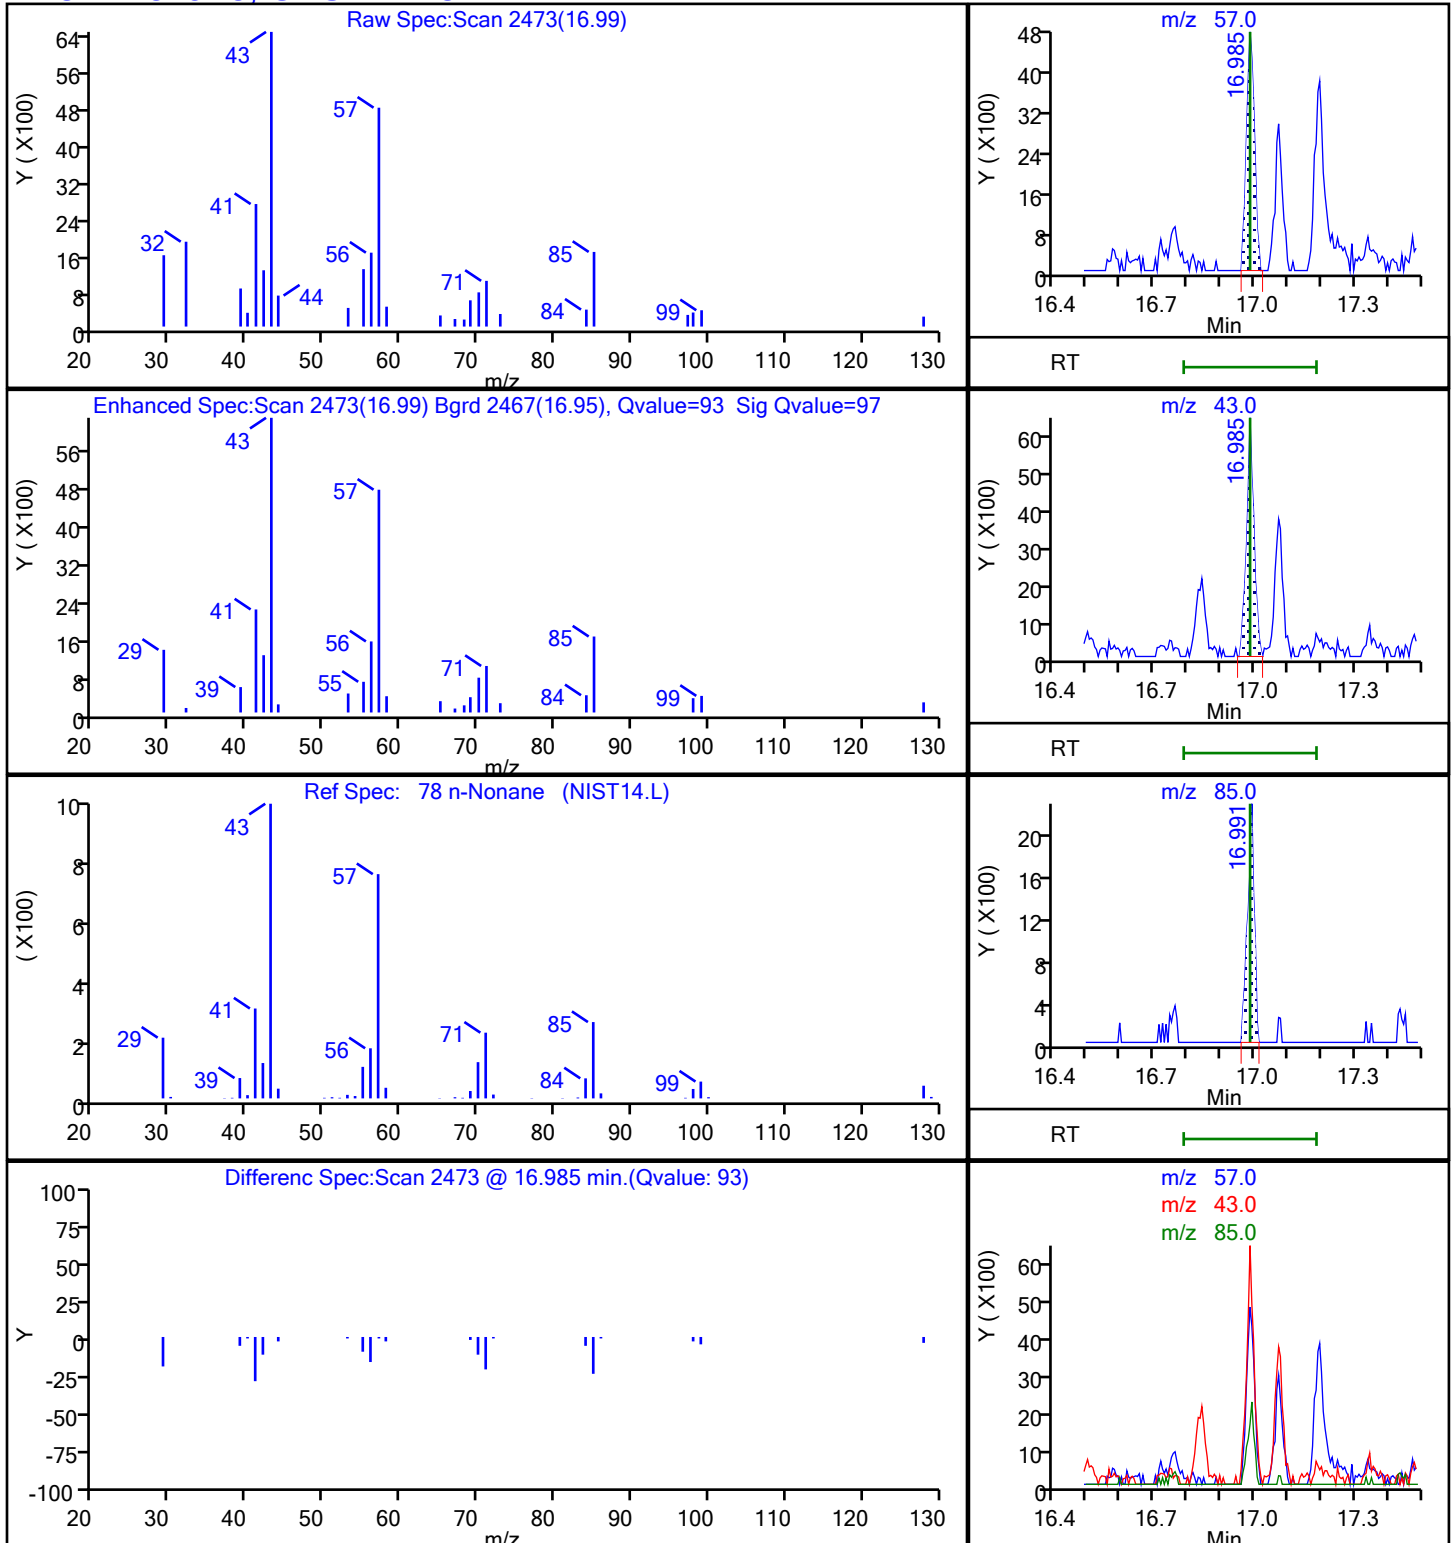 Raw Spec:Scan 2473(16.99)
Y ( X100)
64
56
48
40
32
24
16
8
0
43
57
41
32
56
44
71
85
84
99
20 30 40 50 60 70 80 90 100 110 120 130
m/z
m/z 57.0
Y ( X100)
48
40
32
24
16
8
0
16.985
16.4 16.7 17.0 17.3
Min
RT
Enhanced Spec:Scan 2473(16.99) Bgrd 2467(16.95), Qvalue=93 Sig Qvalue=97
Y ( X100)
56
48
40
32
24
16
8
0
43
57
41
29
39
56
55
71
85
84
99
20 30 40 50 60 70 80 90 100 110 120 130
m/z
m/z 43.0
Y ( X100)
60
50
40
30
20
10
0
16.985
16.4 16.7 17.0 17.3
Min
RT
Ref Spec: 78 n-Nonane (NIST14.L)
( X100)
10
8
6
4
2
0
43
57
41
29
39
56
71
85
84
99
20 30 40 50 60 70 80 90 100 110 120 130
m/z 85.0
Y ( X100)
20
16
12
8
4
0
16.991
16.4 16.7 17.0 17.3
Min
RT
Differenc Spec:Scan 2473 @ 16.985 min.(Qvalue: 93)
Y
100
75
50
25
0
-25
-50
-75
-100
20 30 40 50 60 70 80 90 100 110 120 130
m/z
m/z 57.0
m/z 43.0
m/z 85.0
Y ( X100)
60
50
40
30
20
10
0
16.4 16.7 17.0 17.3
Min